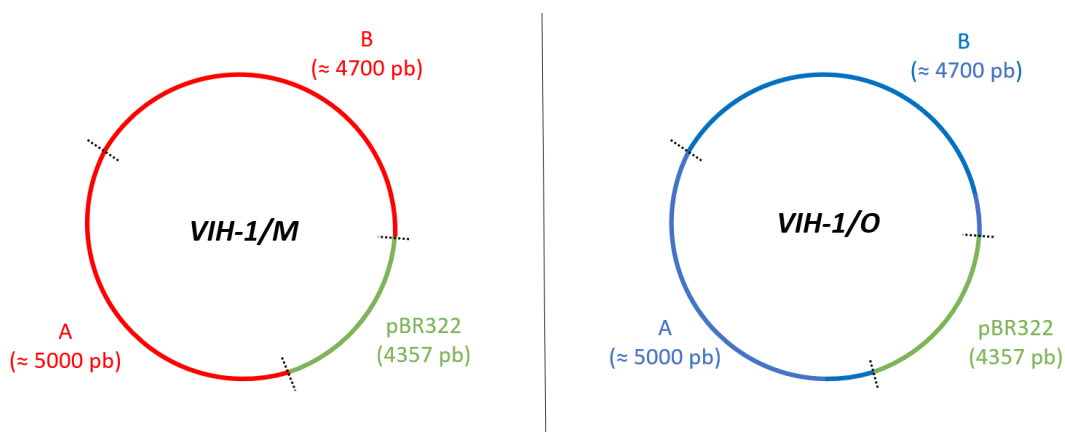 B
(≈ 4700 pb)
VIH-1/M
A
(≈ 5000 pb)
pBR322
(4357 pb)
B
(≈ 4700 pb)
VIH-1/O
A
(≈ 5000 pb)
pBR322
(4357 pb)